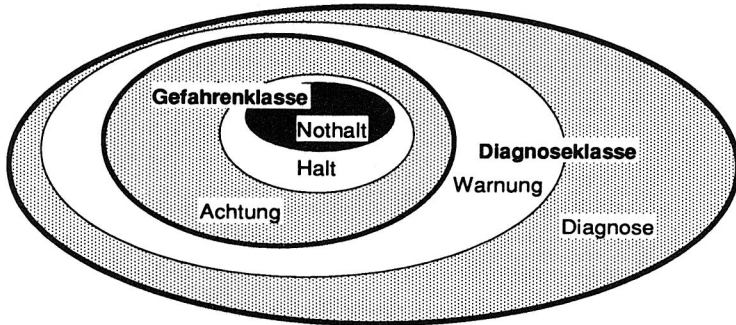 Gefahrenklasse
Nothalt
Halt
Diagnoseklasse
Warnung
Achtung
Diagnose